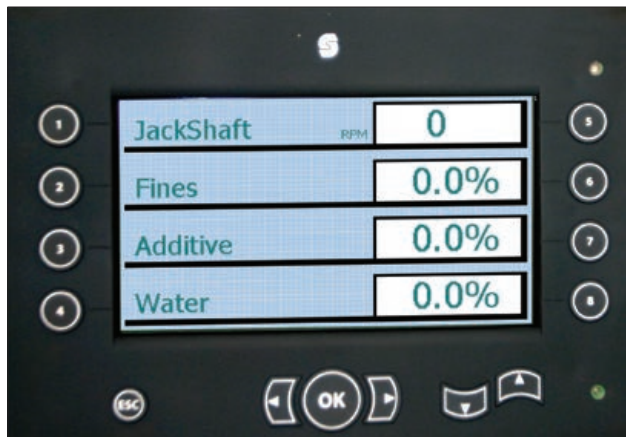 S
1 JackShaft RPM 0 5
2 Fines 0.0% 6
3 Additive 0.0% 7
4 Water 0.0% 8
ESC OK